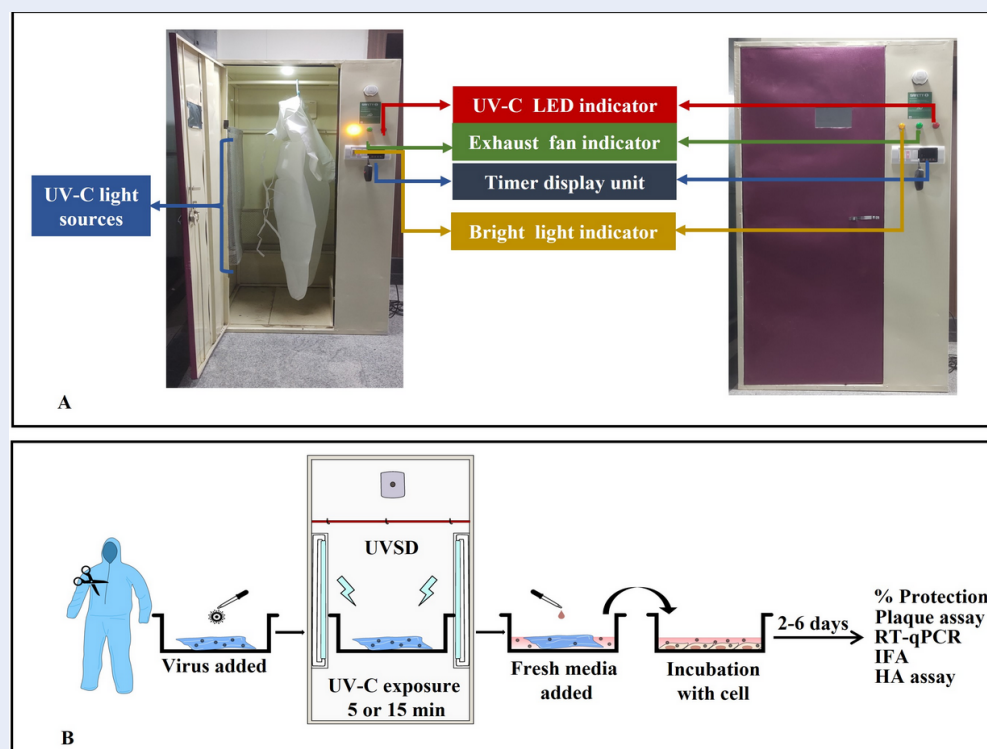 UV-C LED indicator
Exhaust fan indicator
Timer display unit
Bright light indicator
UV-C light
sources
A
UVSD
Virus added
UV-C exposure
5 or 15 min
Fresh media
added
Incubation
with cell
2-6 days
% Protection
Plaque assay
RT-qPCR
IFA
HA assay
B